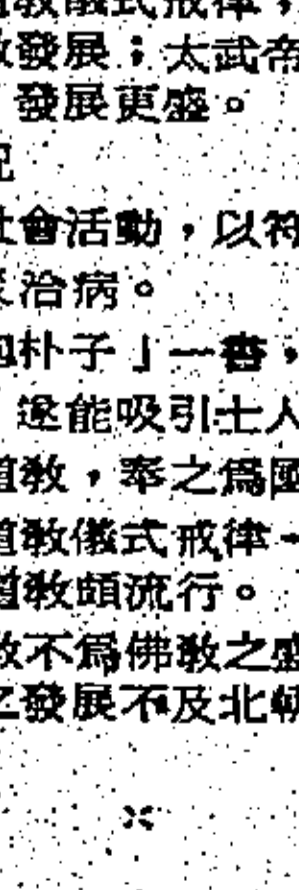 教儀式戒律，
發展；太武帝
發展更盛。
況
社會活動，以符
治病。
抱朴子」一書，
遂能吸引士人
道教，奉之爲國
道教儀式戒律
道教頗流行。
教不爲佛教之盛
之發展不及北朝